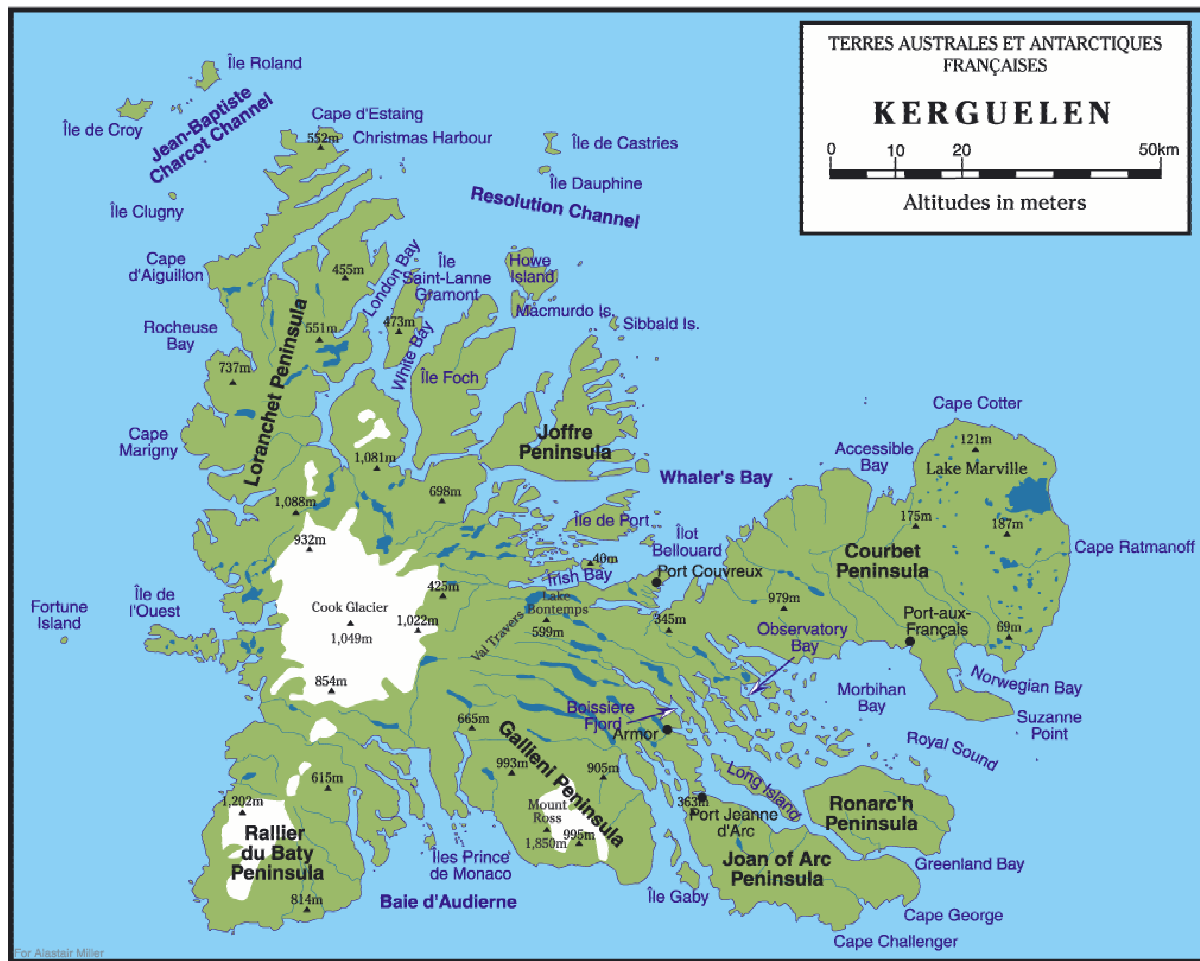 TERRES AUSTRALES ET ANTARCTIQUES
FRANÇAISES
KERGUELEN
0 10 20 50km
Altitudes in meters
Île Roland
Île de Croy
Jean-Baptiste
Charcot Channel
Cape d'Estaing
552m
Christmas Harbour
Île de Castries
Île Dauphine
Resolution Channel
Île Clugny
Cape
d'Aiguillon
455m
London Bay
Île
Saint-Lanne
Gramont
Howe
Island
Macmurdo Is.
Sibbald Is.
Rocheuse
Bay
551m
473m
White Bay
737m
Loranchet Peninsula
Île Foch
Cape
Marigny
Joffre
Peninsula
Cape Cotter
121m
Accessible
Bay
Lake Marville
1,081m
Whaler's Bay
698m
1,088m
932m
Île de Port
Îlot
Bellouard
175m
187m
Courbet
Peninsula
Cape Ratmanoff
40m
Irish Bay
Port Couvreux
425m
Lake
Bontemps
599m
Val Travers
345m
979m
Port-aux-
Français
69m
Observatory
Bay
Fortune
Island
Île de
l'Ouest
Cook Glacier
1,049m
1,022m
854m
Norwegian Bay
Morbihan
Bay
Suzanne
Point
Royal Sound
Boissière
Fjord
Armor
665m
Gallieni Peninsula
993m
905m
615m
1,202m
Mount
Ross
1,850m
995m
Long Island
363m
Port Jeanne
d'Arc
Ronarc'h
Peninsula
Rallier
du Baty
Peninsula
Îles Prince
de Monaco
Joan of Arc
Peninsula
Greenland Bay
814m
Baie d'Audierne
Île Gaby
Cape George
Cape Challenger
For Alastair Miller